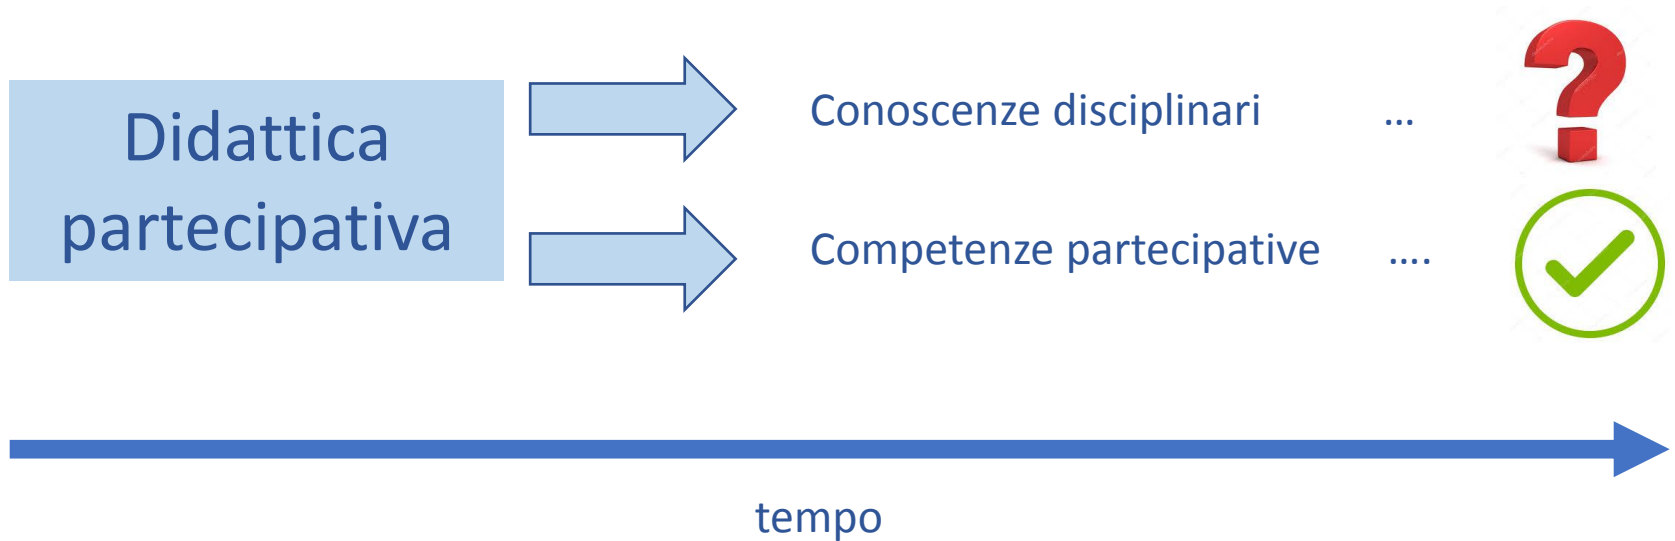 Didattica
partecipativa
Conoscenze disciplinari ...
Competenze partecipative ....
tempo